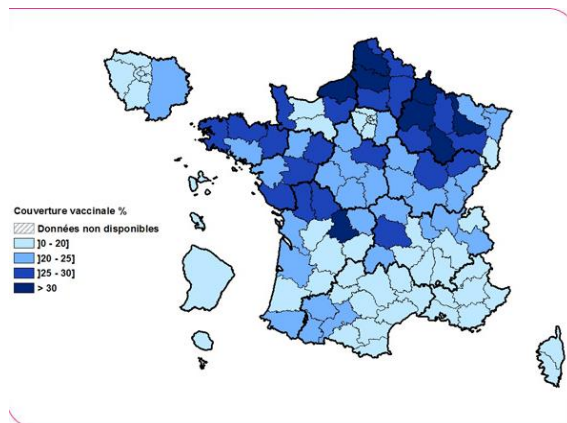 Couverture vaccinale %
Données non disponibles
]0 - 20]
]20 - 25]
]25 - 30]
> 30